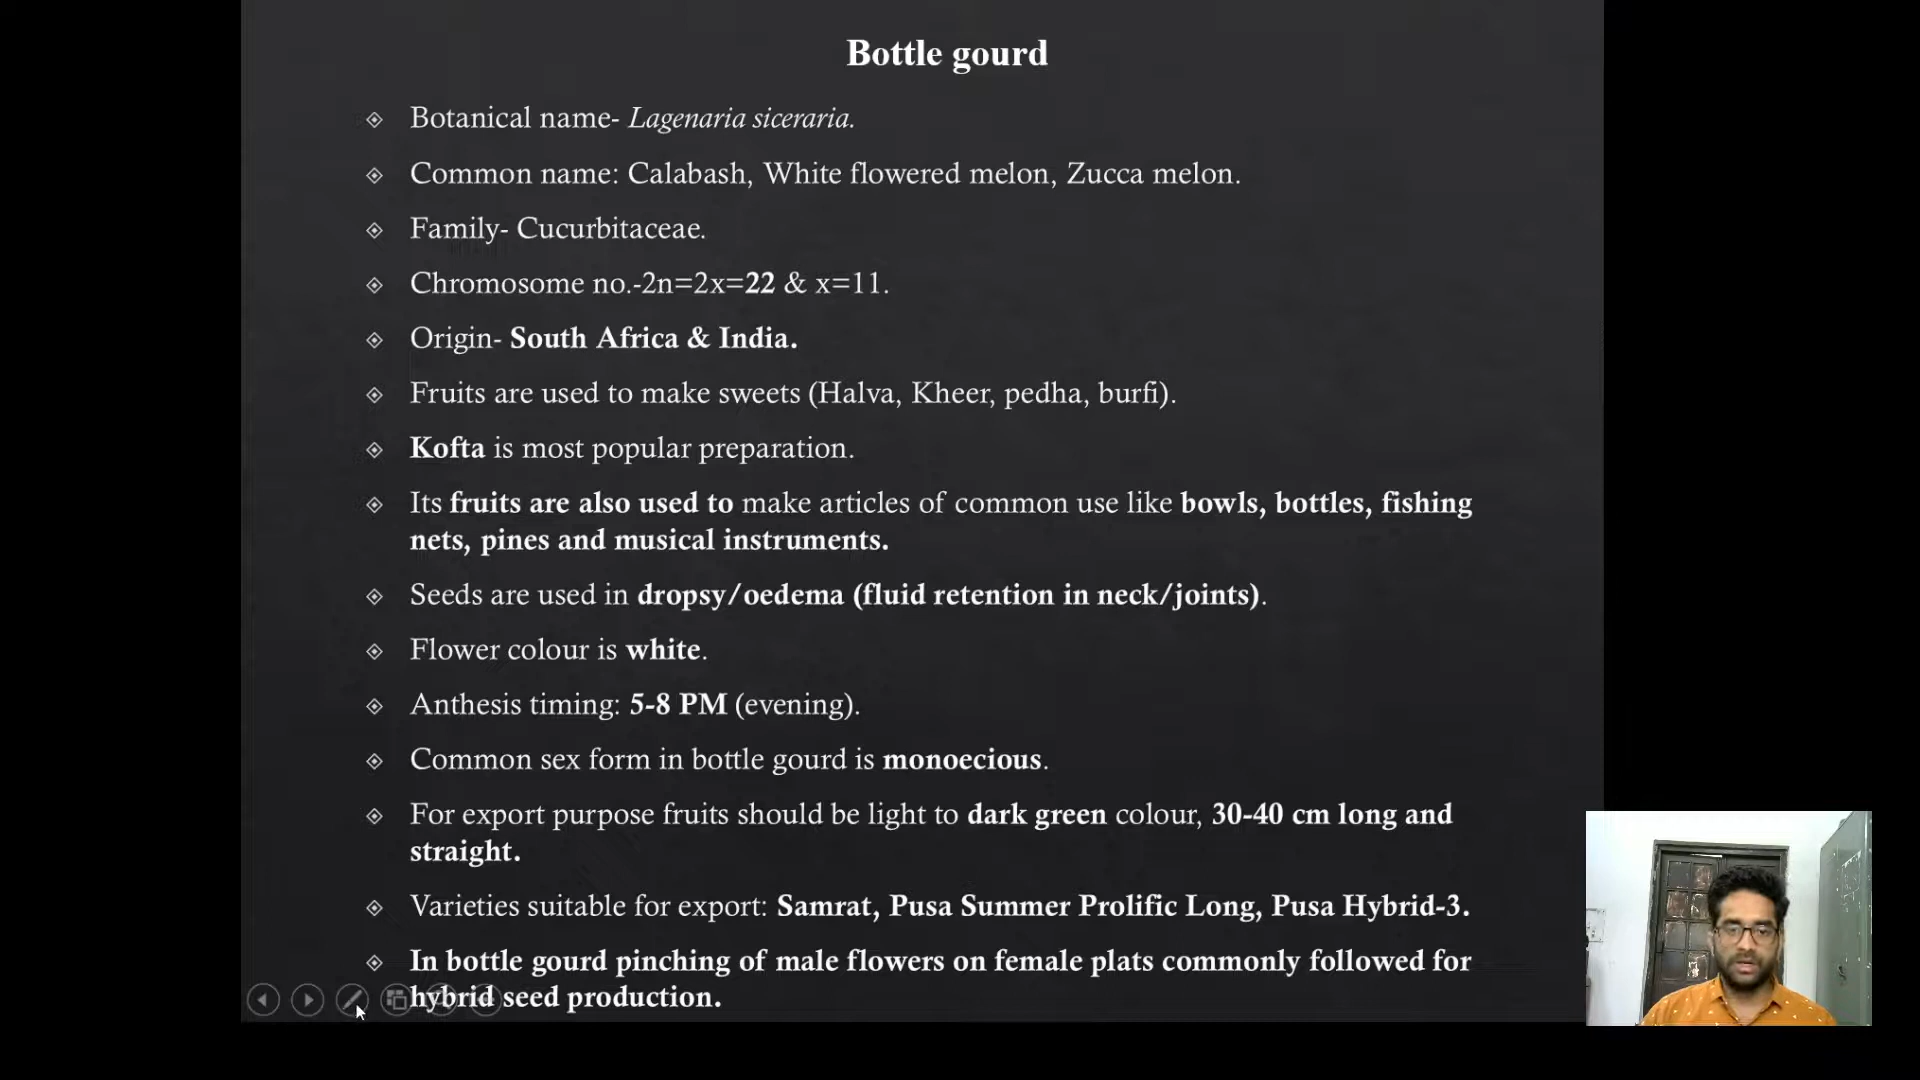 Bottle gourd
Botanical name- Lagenaria siceraria.
Common name: Calabash, White flowered melon, Zucca melon.
Family- Cucurbitaceae.
Chromosome no.-2n=2x=22 & x=11.
Origin- South Africa & India.
Fruits are used to make sweets (Halva, Kheer, pedha, burfi).
Kofta is most popular preparation.
Its fruits are also used to make articles of common use like bowls, bottles, fishing
nets, pines and musical instruments.
Seeds are used in dropsy/oedema (fluid retention in neck/joints).
Flower colour is white.
Anthesis timing: 5-8 PM (evening).
Common sex form in bottle gourd is monoecious.
For export purpose fruits should be light to dark green colour, 30-40 cm long and
straight.
Varieties suitable for export: Samrat, Pusa Summer Prolific Long, Pusa Hybrid-3.
In bottle gourd pinching of male flowers on female plats commonly followed for
hybrid seed production.